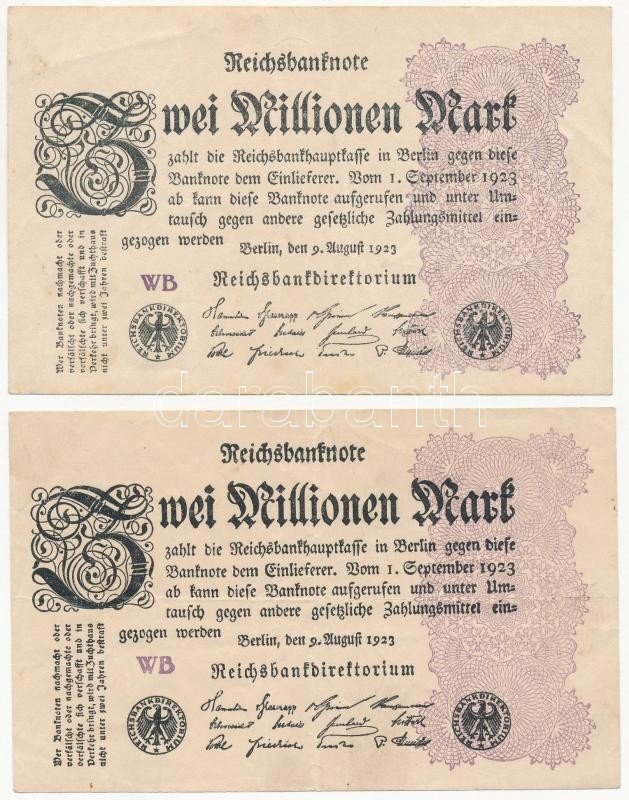 Reichsbanknote
Zwei Millionen Mark
zahlt die Reichsbankhauptkasse in Berlin gegen diese
Banknote dem Einlieferer. Vom 1. September 1923
ab kann diese Banknote aufgerufen und unter Um-
tausch gegen andere gesetzliche Zahlungsmittel ein-
gezogen werden
Berlin, den 9. August 1923
WB
Reichsbankdirektorium
Wer Banknoten nachmacht oder
verfälscht oder nachgemachte oder
verfälschte sich verschafft und in
Verkehr bringt, wird mit Zuchthaus
nicht unter zwei Jahren bestraft
REICHSBANKDIREKTORIUM
REICHSBANKDIREKTORIUM
darabanth
Reichsbanknote
Zwei Millionen Mark
zahlt die Reichsbankhauptkasse in Berlin gegen diese
Banknote dem Einlieferer. Vom 1. September 1923
ab kann diese Banknote aufgerufen und unter Um-
tausch gegen andere gesetzliche Zahlungsmittel ein-
gezogen werden
Berlin, den 9. August 1923
WB
Reichsbankdirektorium
Wer Banknoten nachmacht oder
verfälscht oder nachgemachte oder
verfälschte sich verschafft und in
Verkehr bringt, wird mit Zuchthaus
nicht unter zwei Jahren bestraft
REICHSBANKDIREKTORIUM
REICHSBANKDIREKTORIUM